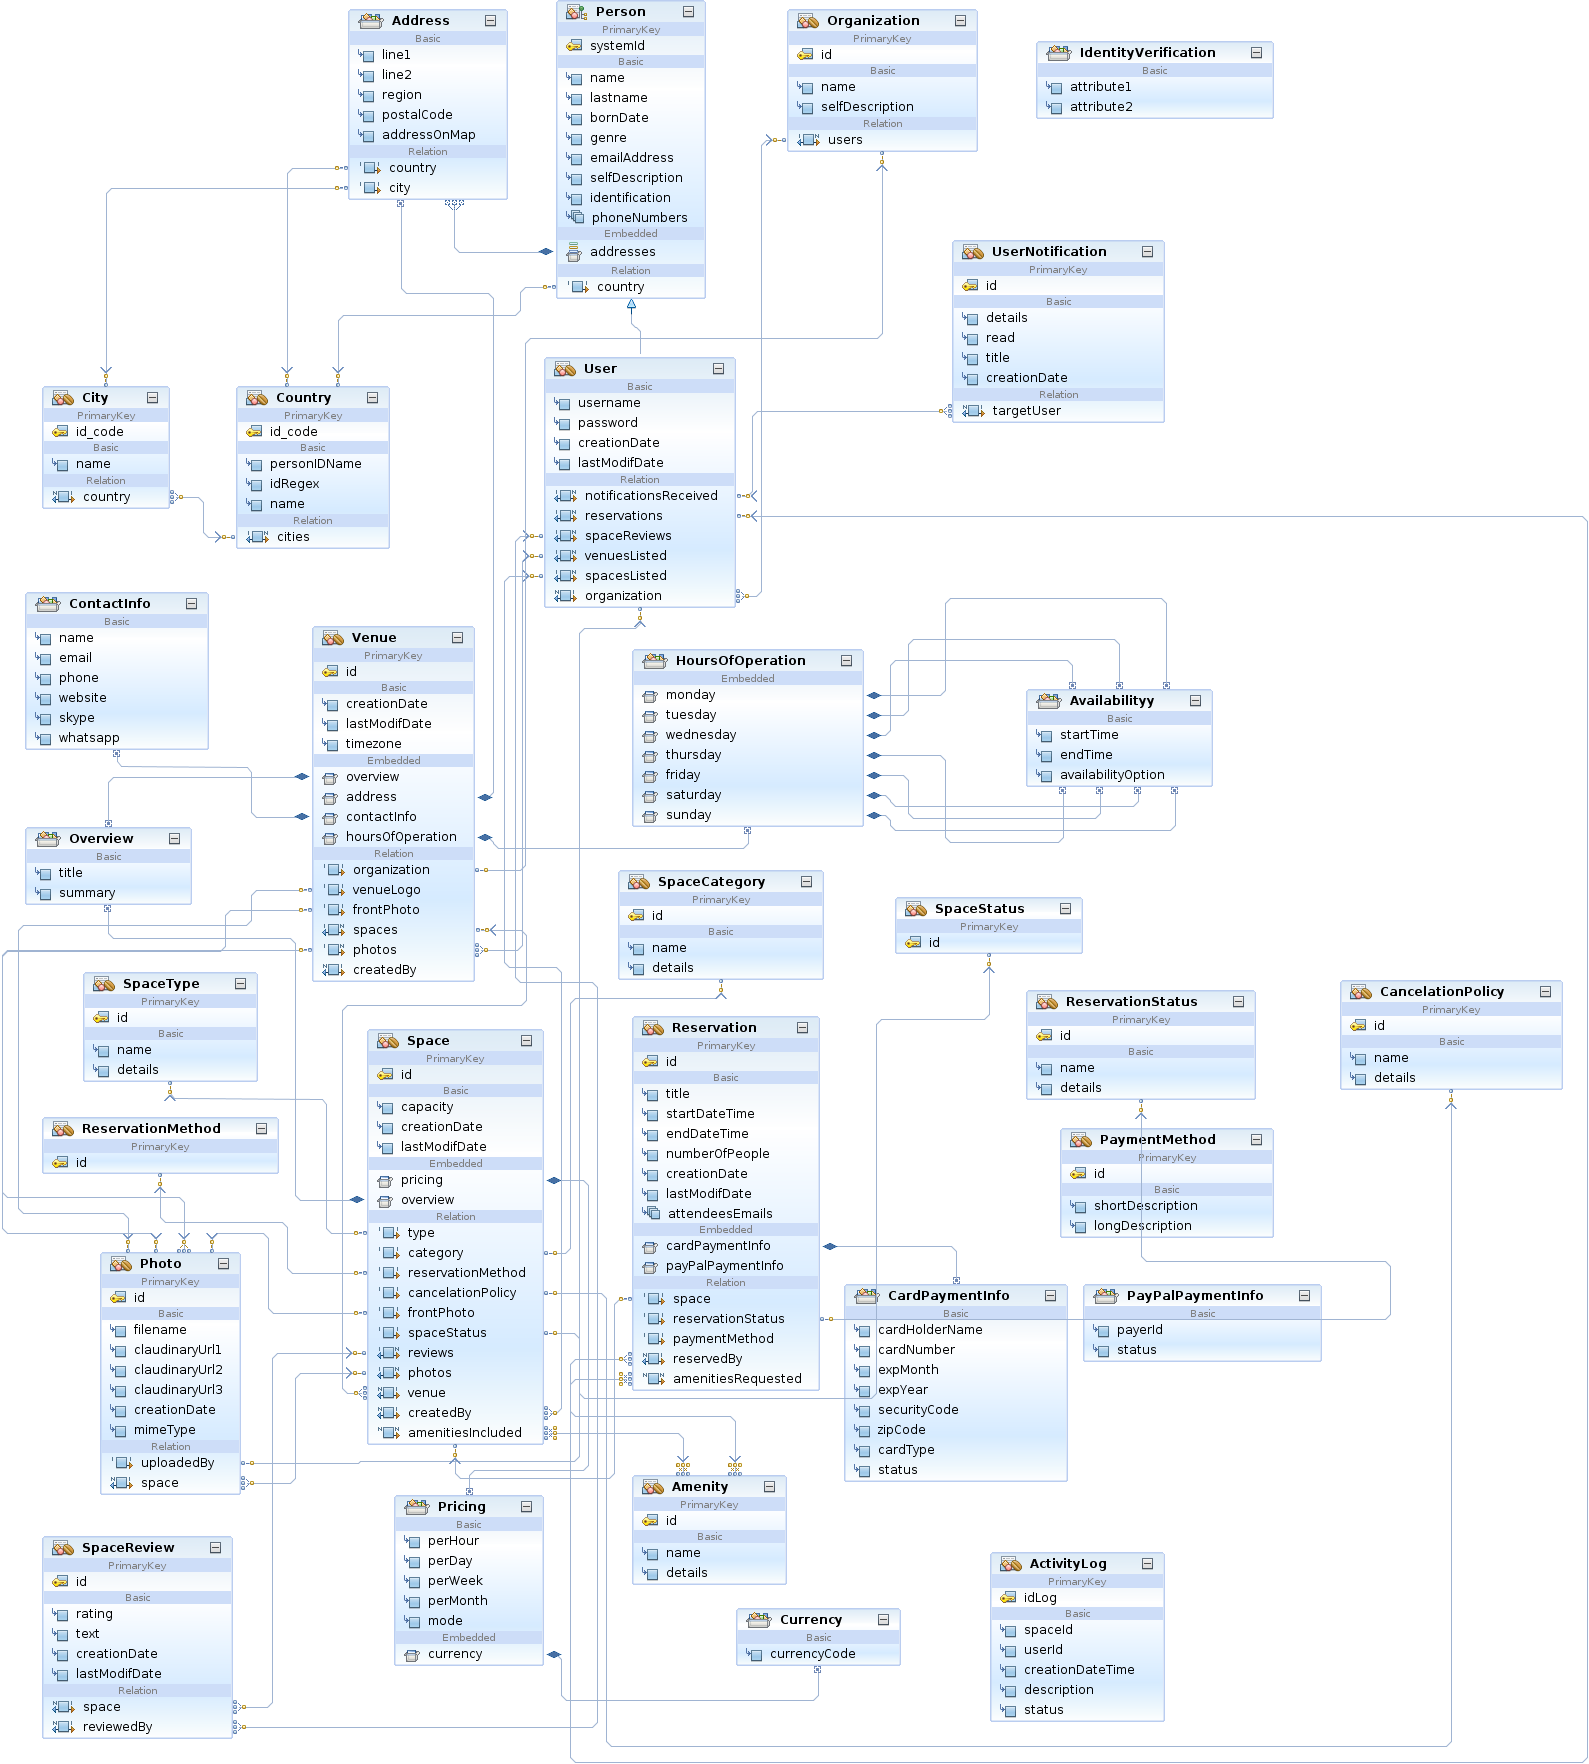 Address
Basic
line1
line2
region
postalCode
addressOnMap
Relation
country
city
Person
PrimaryKey
systemId
Basic
name
lastname
bornDate
genre
emailAddress
selfDescription
identification
phoneNumbers
Embedded
addresses
Relation
country
Organization
PrimaryKey
id
Basic
name
selfDescription
Relation
users
IdentityVerification
Basic
attribute1
attribute2
UserNotification
PrimaryKey
id
Basic
details
read
title
creationDate
Relation
targetUser
City
PrimaryKey
id_code
Basic
name
Relation
country
Country
PrimaryKey
id_code
Basic
personIDName
idRegex
name
Relation
cities
User
Basic
username
password
creationDate
lastModifDate
Relation
notificationsReceived
reservations
spaceReviews
venuesListed
spacesListed
organization
ContactInfo
Basic
name
email
phone
website
skype
whatsapp
Venue
PrimaryKey
id
Basic
creationDate
lastModifDate
timezone
Embedded
overview
address
contactInfo
hoursOfOperation
Relation
organization
venueLogo
frontPhoto
spaces
photos
createdBy
HoursOfOperation
Embedded
monday
tuesday
wednesday
thursday
friday
saturday
sunday
Availabilityy
Basic
startTime
endTime
availabilityOption
Overview
Basic
title
summary
SpaceCategory
PrimaryKey
id
Basic
name
details
SpaceStatus
PrimaryKey
id
SpaceType
PrimaryKey
id
Basic
name
details
ReservationMethod
PrimaryKey
id
Space
PrimaryKey
id
Basic
capacity
creationDate
lastModifDate
Embedded
pricing
overview
Relation
type
category
reservationMethod
cancelationPolicy
frontPhoto
spaceStatus
reviews
photos
venue
createdBy
amenitiesIncluded
Reservation
PrimaryKey
id
Basic
title
startDateTime
endDateTime
numberOfPeople
creationDate
lastModifDate
attendeesEmails
Embedded
cardPaymentInfo
payPalPaymentInfo
Relation
space
reservationStatus
paymentMethod
reservedBy
amenitiesRequested
ReservationStatus
PrimaryKey
id
Basic
name
details
CancelationPolicy
PrimaryKey
id
Basic
name
details
PaymentMethod
PrimaryKey
id
Basic
shortDescription
longDescription
Photo
PrimaryKey
id
Basic
filename
claudinaryUrl1
claudinaryUrl2
claudinaryUrl3
creationDate
mimeType
Relation
uploadedBy
space
CardPaymentInfo
Basic
cardHolderName
cardNumber
expMonth
expYear
securityCode
zipCode
cardType
status
PayPalPaymentInfo
Basic
payerId
status
Pricing
Basic
perHour
perDay
perWeek
perMonth
mode
Embedded
currency
Amenity
PrimaryKey
id
Basic
name
details
SpaceReview
PrimaryKey
id
Basic
rating
text
creationDate
lastModifDate
Relation
space
reviewedBy
Currency
Basic
currencyCode
ActivityLog
PrimaryKey
idLog
Basic
spaceId
userId
creationDateTime
description
status